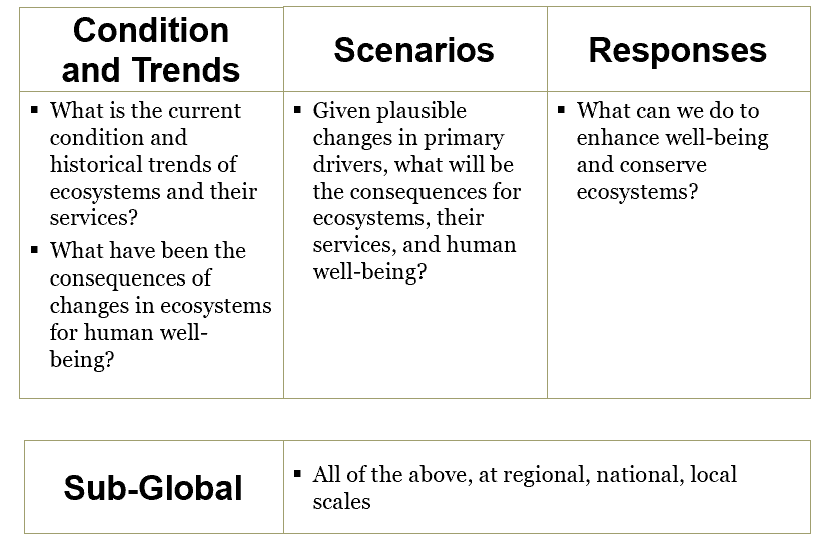 Condition
and Trends
▪ What is the current
condition and
historical trends of
ecosystems and their
services?
▪ What have been the
consequences of
changes in ecosystems
for human well-
being?
Scenarios
▪ Given plausible
changes in primary
drivers, what will be
the consequences for
ecosystems, their
services, and human
well-being?
Responses
▪ What can we do to
enhance well-being
and conserve
ecosystems?
Sub-Global
▪ All of the above, at regional, national, local
scales